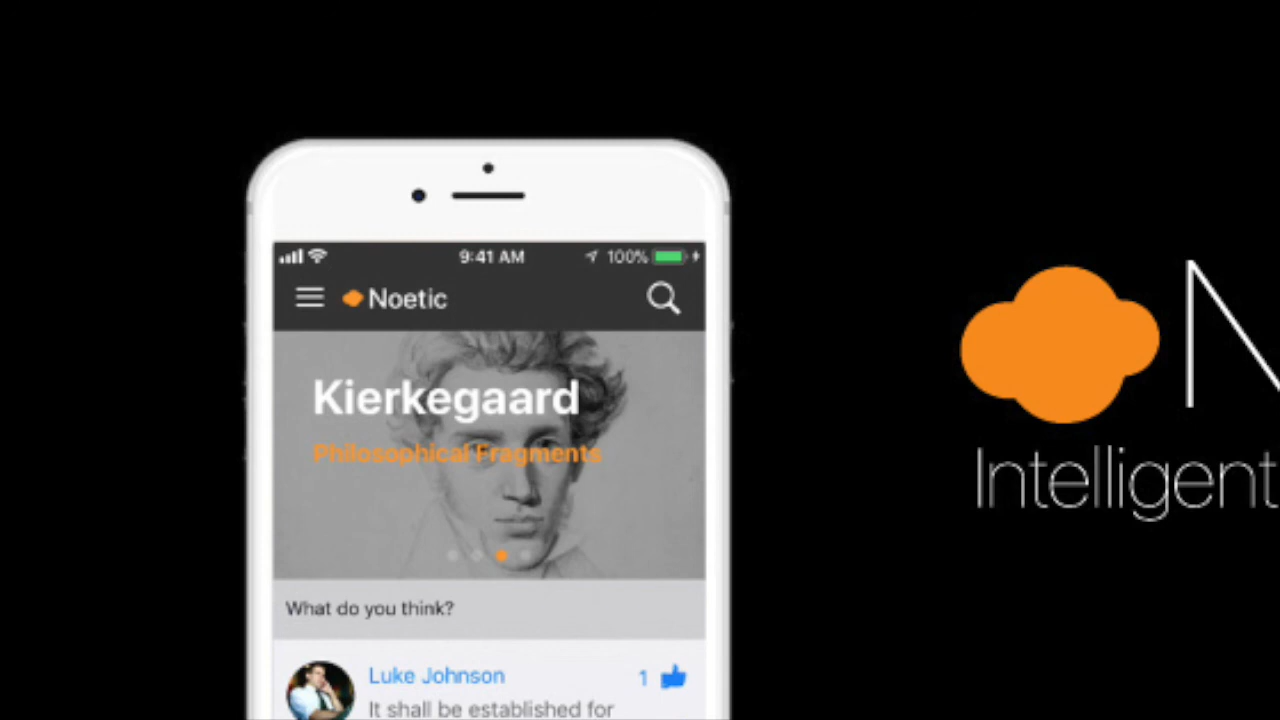 9:41 AM 100%
Noetic
Kierkegaard
Philosophical Fragments
What do you think?
Luke Johnson 1
It shall be established for
N
Intelligent